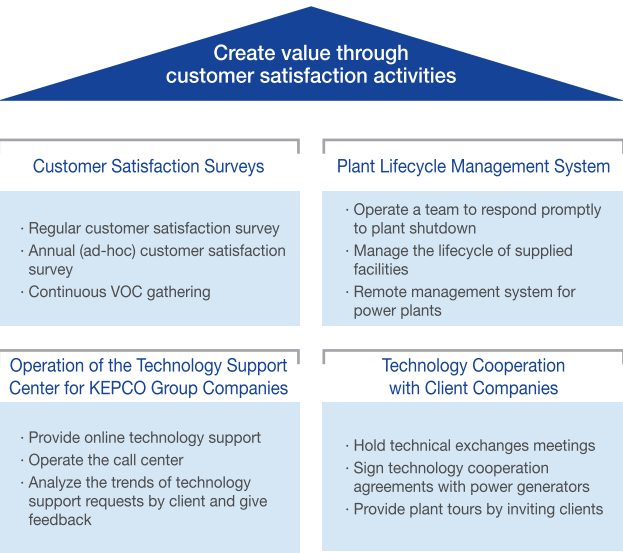 Create value through
customer satisfaction activities
Customer Satisfaction Surveys
· Regular customer satisfaction survey
· Annual (ad-hoc) customer satisfaction
survey
· Continuous VOC gathering
Plant Lifecycle Management System
· Operate a team to respond promptly
to plant shutdown
· Manage the lifecycle of supplied
facilities
· Remote management system for
power plants
Operation of the Technology Support
Center for KEPCO Group Companies
· Provide online technology support
· Operate the call center
· Analyze the trends of technology
support requests by client and give
feedback
Technology Cooperation
with Client Companies
· Hold technical exchanges meetings
· Sign technology cooperation
agreements with power generators
· Provide plant tours by inviting clients